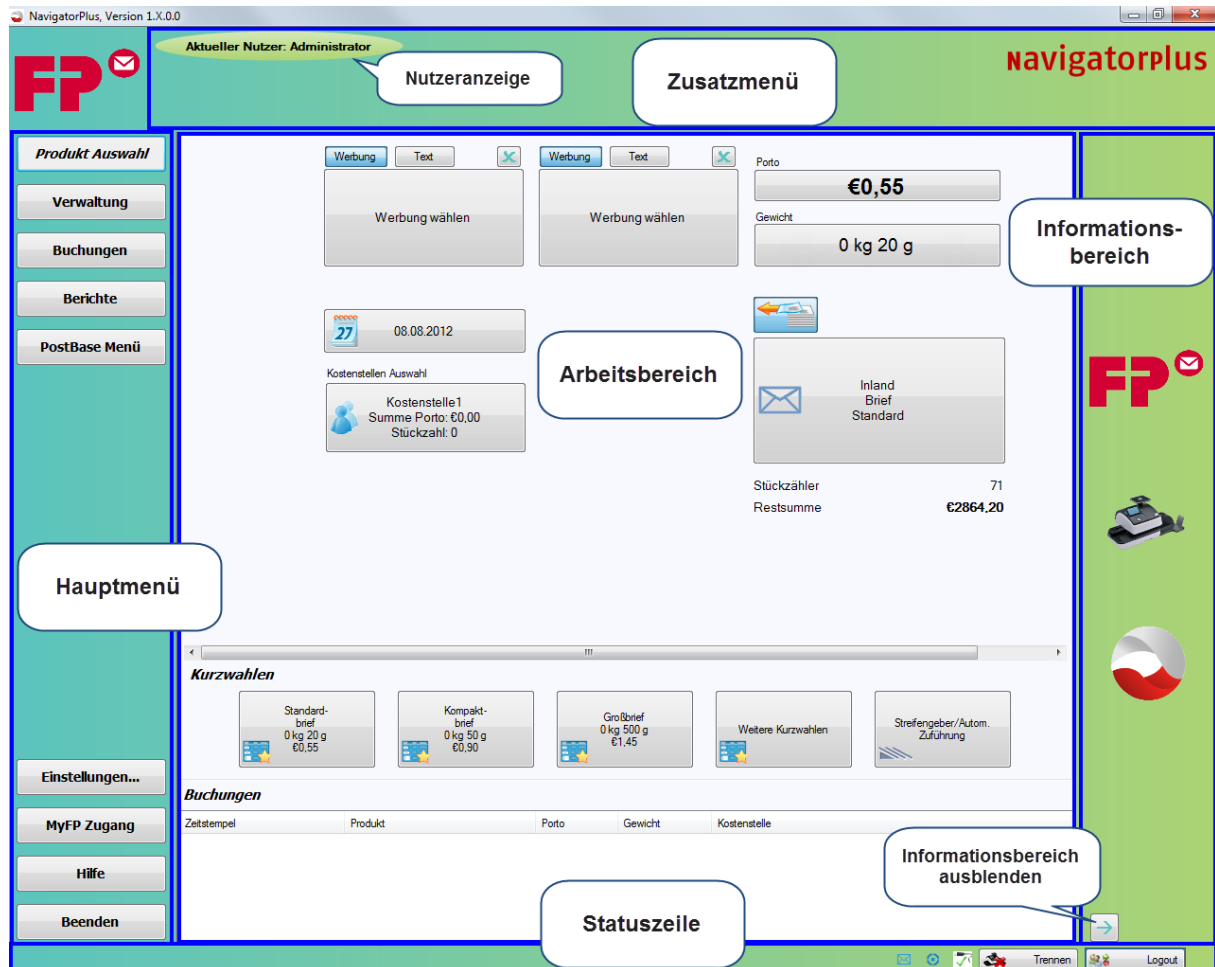 NavigatorPlus, Version 1.X.0.0
FP
Aktueller Nutzer: Administrator
Nutzeranzeige
Zusatzmenü
NavigatorPlus
Produkt Auswahl
Verwaltung
Buchungen
Berichte
PostBase Menü
Hauptmenü
Einstellungen...
MyFP Zugang
Hilfe
Beenden
Werbung
Text
Werbung wählen
Werbung
Text
Werbung wählen
Porto
€0,55
Gewicht
0 kg 20 g
Informations-
bereich
27
08.08.2012
Kostenstellen Auswahl
Kostenstelle1
Summe Porto: €0,00
Stückzahl: 0
Arbeitsbereich
Inland
Brief
Standard
Stückzähler 71
Restsumme €2864,20
FP
Kurzwahlen
Standard-
brief
0 kg 20 g
€0,55
Kompakt-
brief
0 kg 50 g
€0,90
Großbrief
0 kg 500 g
€1,45
Weitere Kurzwahlen
Streifengeber/Autom.
Zuführung
Buchungen
Zeitstempel Produkt Porto Gewicht Kostenstelle
Informationsbereich
ausblenden
Statuszeile
Trennen
Logout